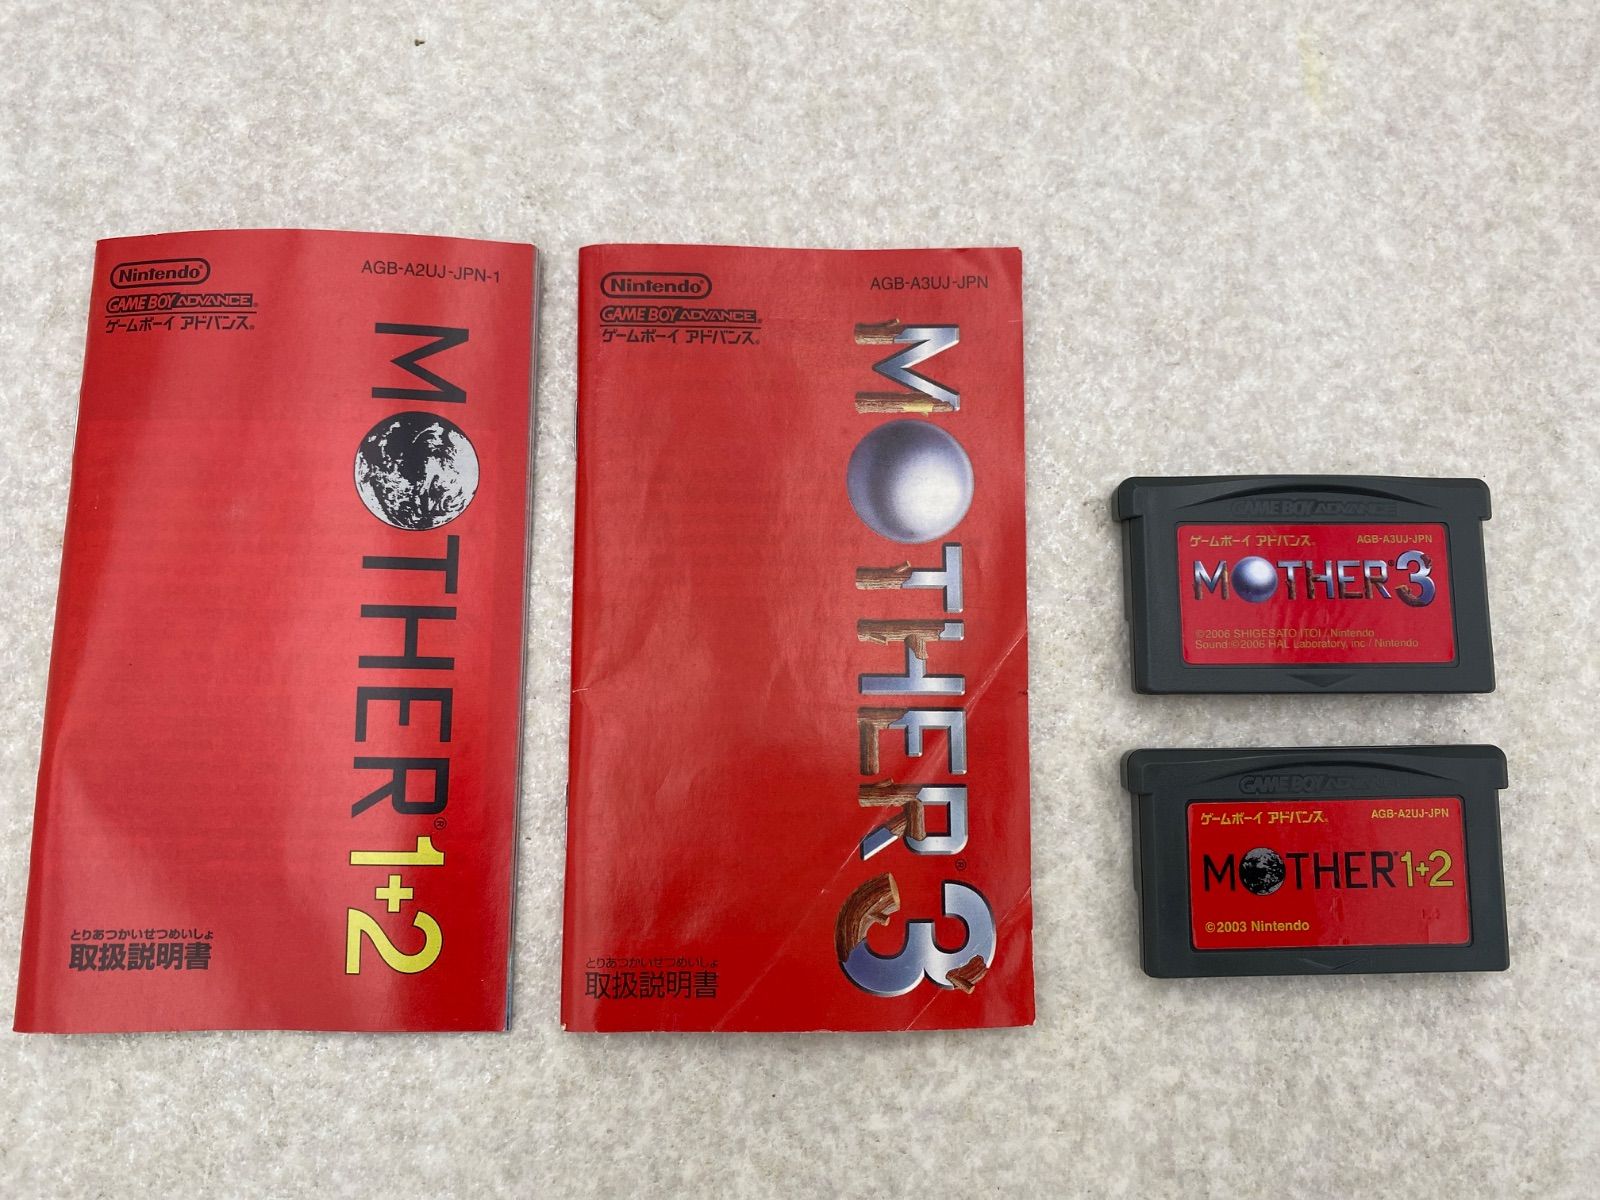 Nintendo
AGB-A2UJ-JPN-1
GAME BOY ADVANCE®
ゲームボーイ アドバンス®
MOTHER®1+2
とりあつかいせつめいしょ
取扱説明書
Nintendo
AGB-A3UJ-JPN
GAME BOY ADVANCE®
ゲームボーイ アドバンス®
MOTHER®3
とりあつかいせつめいしょ
取扱説明書
GAME BOY ADVANCE
ゲームボーイ アドバンス® AGB-A3UJ-JPN
MOTHER®3
©2006 SHIGESATO ITOI / Nintendo
Sound:©2006 HAL Laboratory, inc / Nintendo
GAME BOY ADVANCE
ゲームボーイ アドバンス® AGB-A2UJ-JPN
MOTHER®1+2
©2003 Nintendo